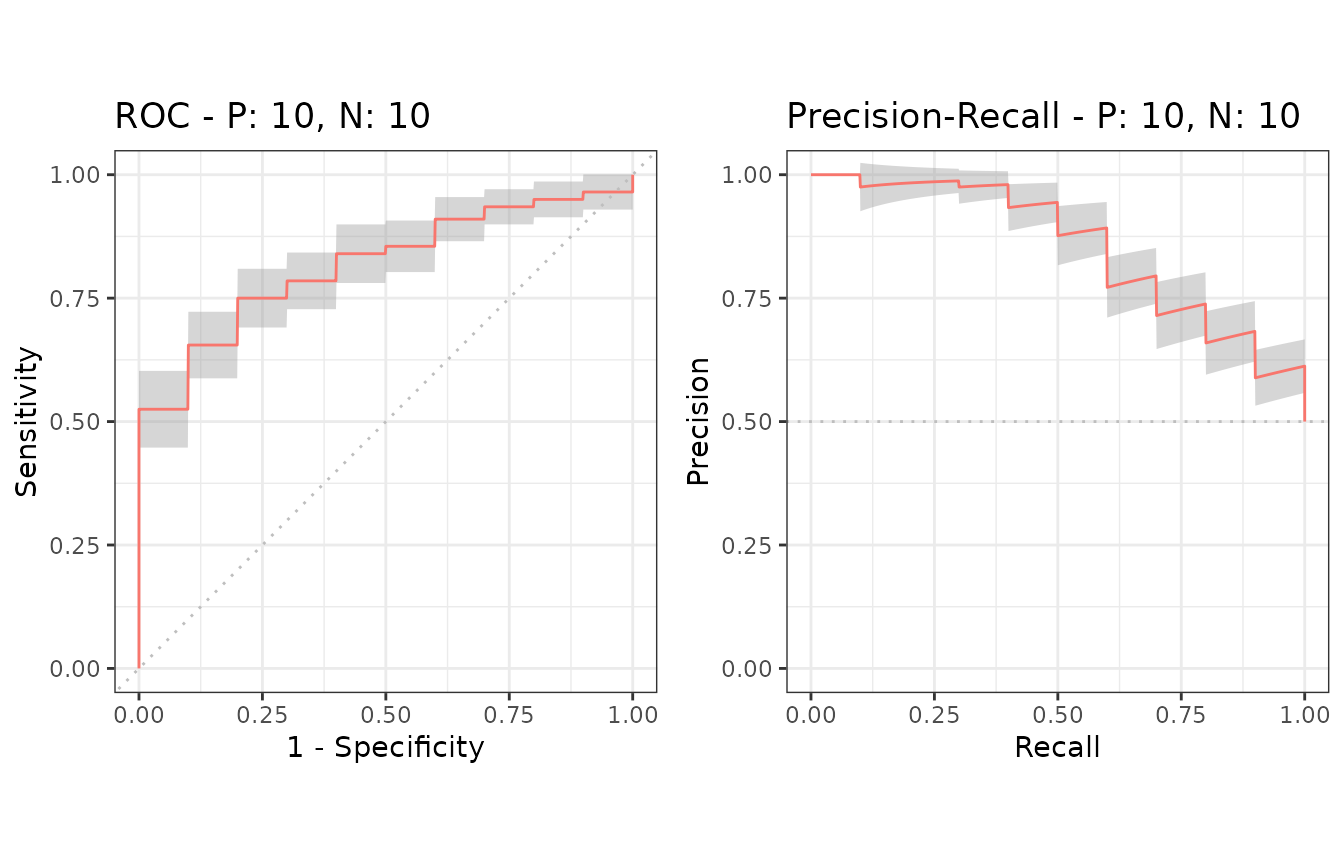 ROC - P: 10, N: 10
Sensitivity
1.00
0.75
0.50
0.25
0.00
0.00 0.25 0.50 0.75 1.00
1 - Specificity
Precision-Recall - P: 10, N: 10
Precision
1.00
0.75
0.50
0.25
0.00
0.00 0.25 0.50 0.75 1.00
Recall